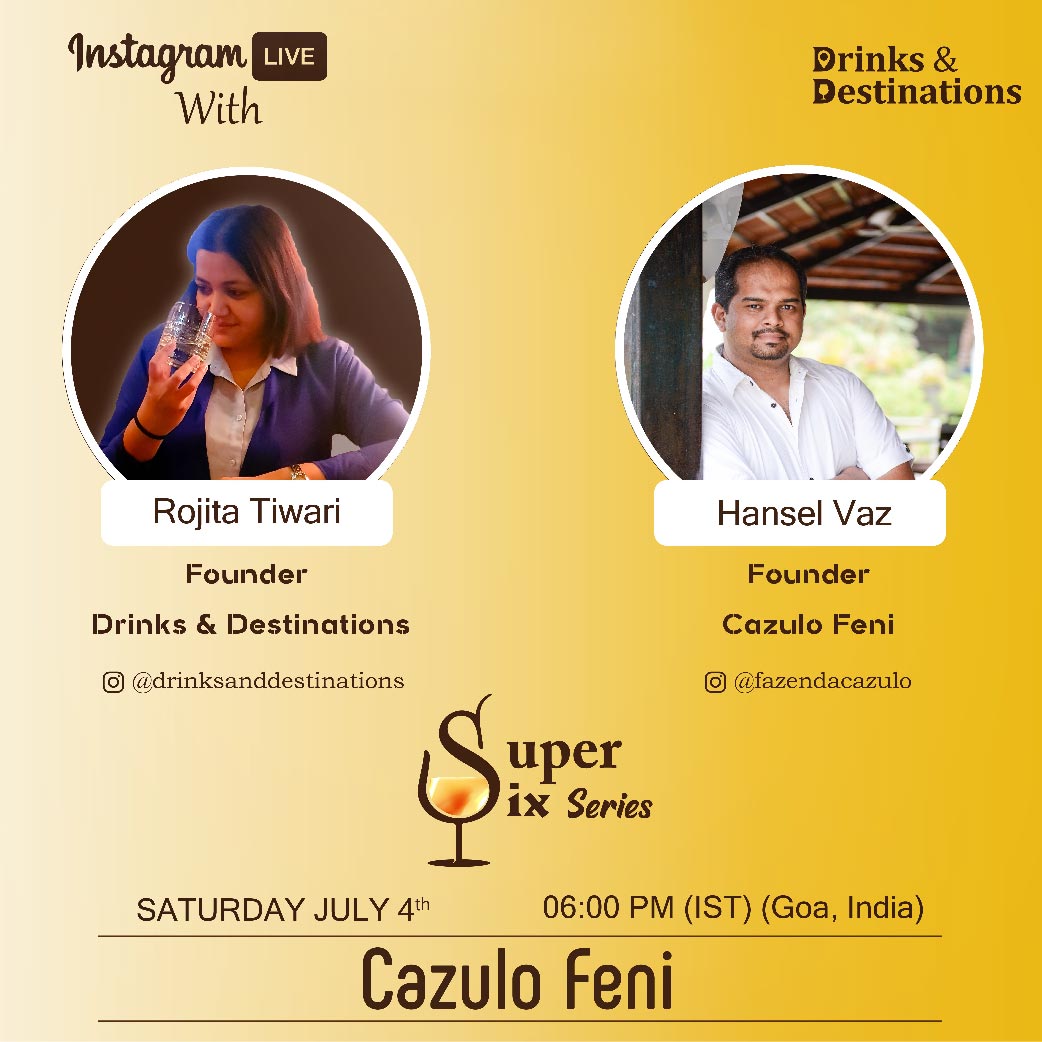 Instagram LIVE
With
Drinks &
Destinations
Rojita Tiwari
Founder
Drinks & Destinations
@drinksanddestinations
Hansel Vaz
Founder
Cazulo Feni
@fazendacazulo
Super
Six Series
SATURDAY JULY 4th
06:00 PM (IST) (Goa, India)
Cazulo Feni